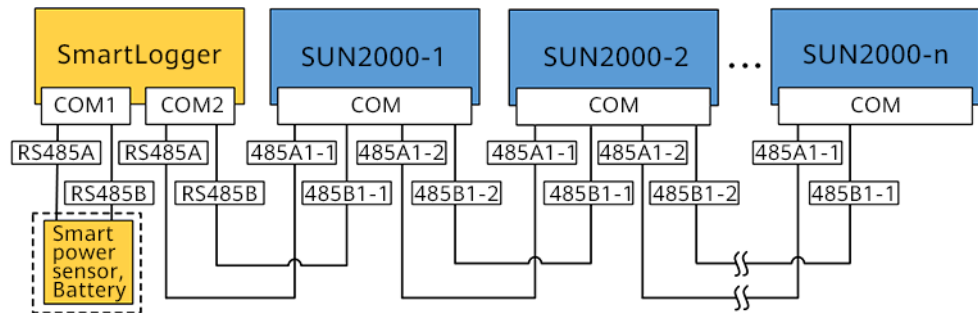 SmartLogger
SUN2000-1
SUN2000-2
...
SUN2000-n
COM1
COM2
COM
COM
COM
RS485A
RS485A
485A1-1
485A1-2
485A1-1
485A1-2
485A1-1
RS485B
RS485B
485B1-1
485B1-2
485B1-1
485B1-2
485B1-1
Smart
power
sensor,
Battery